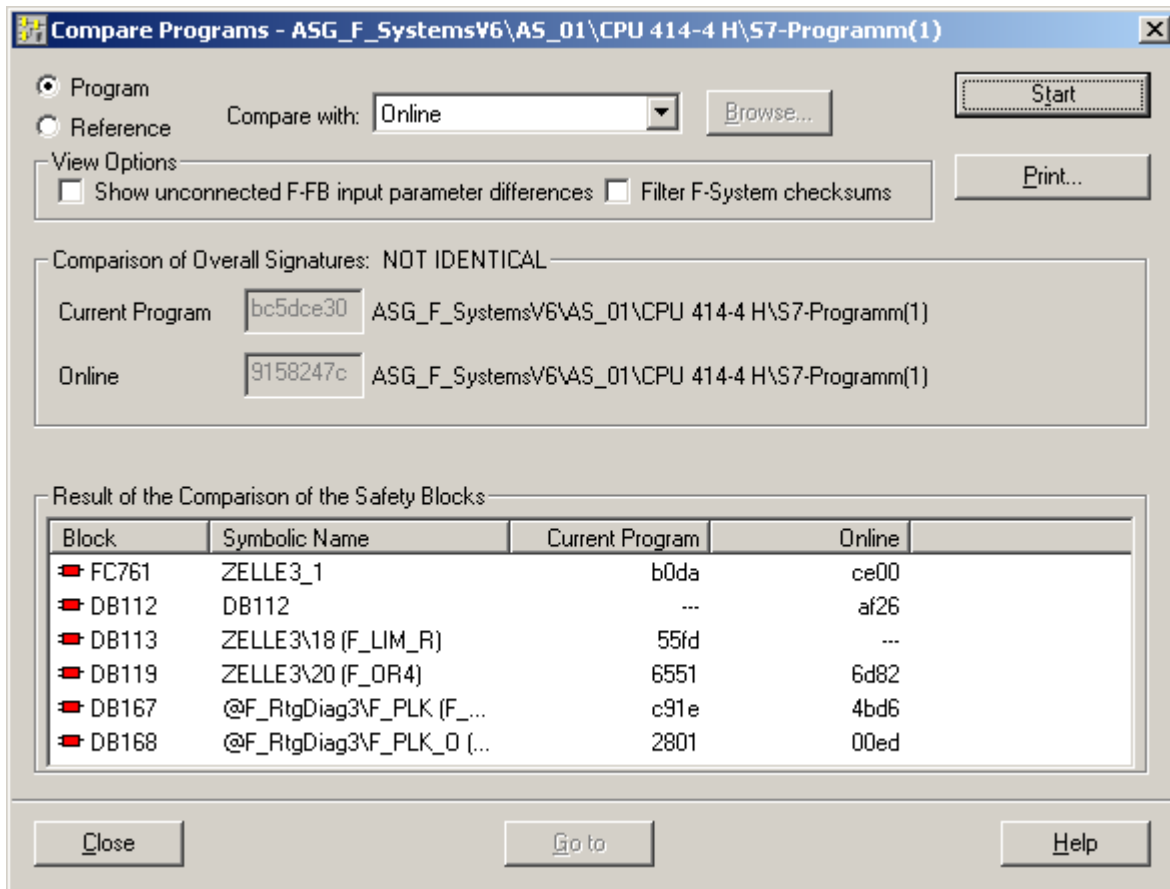 Compare Programs - ASG_F_SystemsV6\AS_01\CPU 414-4 H\S7-Programm(1)
Program
Reference
Compare with: Online Browse...
Start
View Options
Show unconnected F-FB input parameter differences Filter F-System checksums
Print...
Comparison of Overall Signatures: NOT IDENTICAL
Current Program bc5dce30 ASG_F_SystemsV6\AS_01\CPU 414-4 H\S7-Programm(1)
Online 9158247c ASG_F_SystemsV6\AS_01\CPU 414-4 H\S7-Programm(1)
Result of the Comparison of the Safety Blocks
Block Symbolic Name Current Program Online
FC761 ZELLE3_1 b0da ce00
DB112 DB112 --- af26
DB113 ZELLE3\18 (F_LIM_R) 55fd ---
DB119 ZELLE3\20 (F_OR4) 6551 6d82
DB167 @F_RtgDiag3\F_PLK (F_... c91e 4bd6
DB168 @F_RtgDiag3\F_PLK_O (... 2801 00ed
Close Go to Help